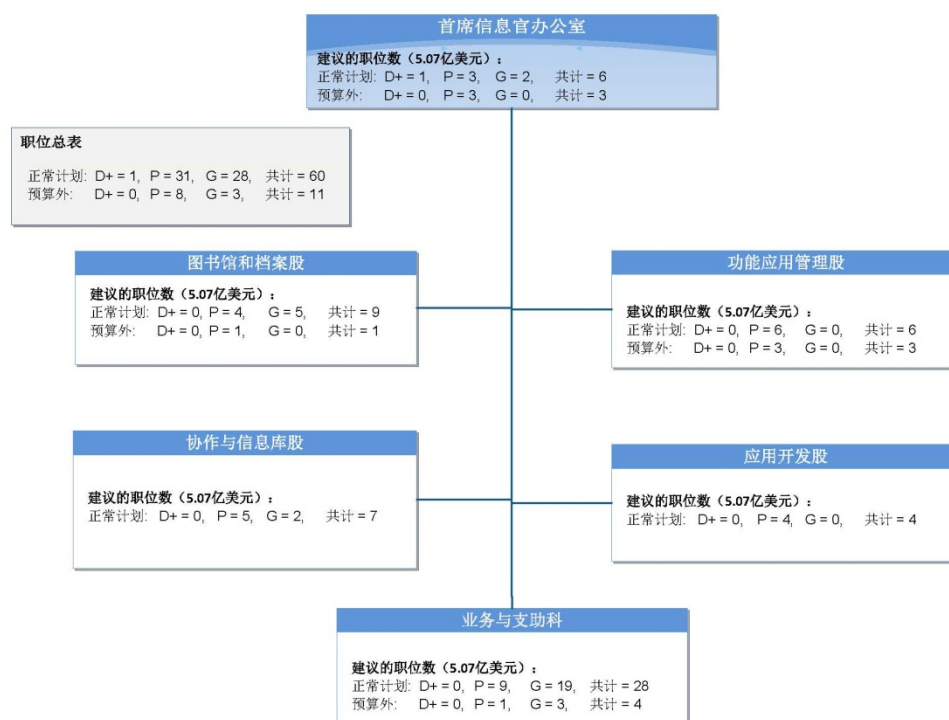 首席信息官办公室
建议的职位数（5.07亿美元）：
正常计划: D+ = 1, P = 3, G = 2, 共计 = 6
预算外: D+ = 0, P = 3, G = 0, 共计 = 3
职位总表
正常计划: D+ = 1, P = 31, G = 28, 共计 = 60
预算外: D+ = 0, P = 8, G = 3, 共计 = 11
图书馆和档案股
建议的职位数（5.07亿美元）：
正常计划: D+ = 0, P = 4, G = 5, 共计 = 9
预算外: D+ = 0, P = 1, G = 0, 共计 = 1
功能应用管理股
建议的职位数（5.07亿美元）：
正常计划: D+ = 0, P = 6, G = 0, 共计 = 6
预算外: D+ = 0, P = 3, G = 0, 共计 = 3
协作与信息库股
建议的职位数（5.07亿美元）：
正常计划: D+ = 0, P = 5, G = 2, 共计 = 7
应用开发股
建议的职位数（5.07亿美元）：
正常计划: D+ = 0, P = 4, G = 0, 共计 = 4
业务与支助科
建议的职位数（5.07亿美元）：
正常计划: D+ = 0, P = 9, G = 19, 共计 = 28
预算外: D+ = 0, P = 1, G = 3, 共计 = 4